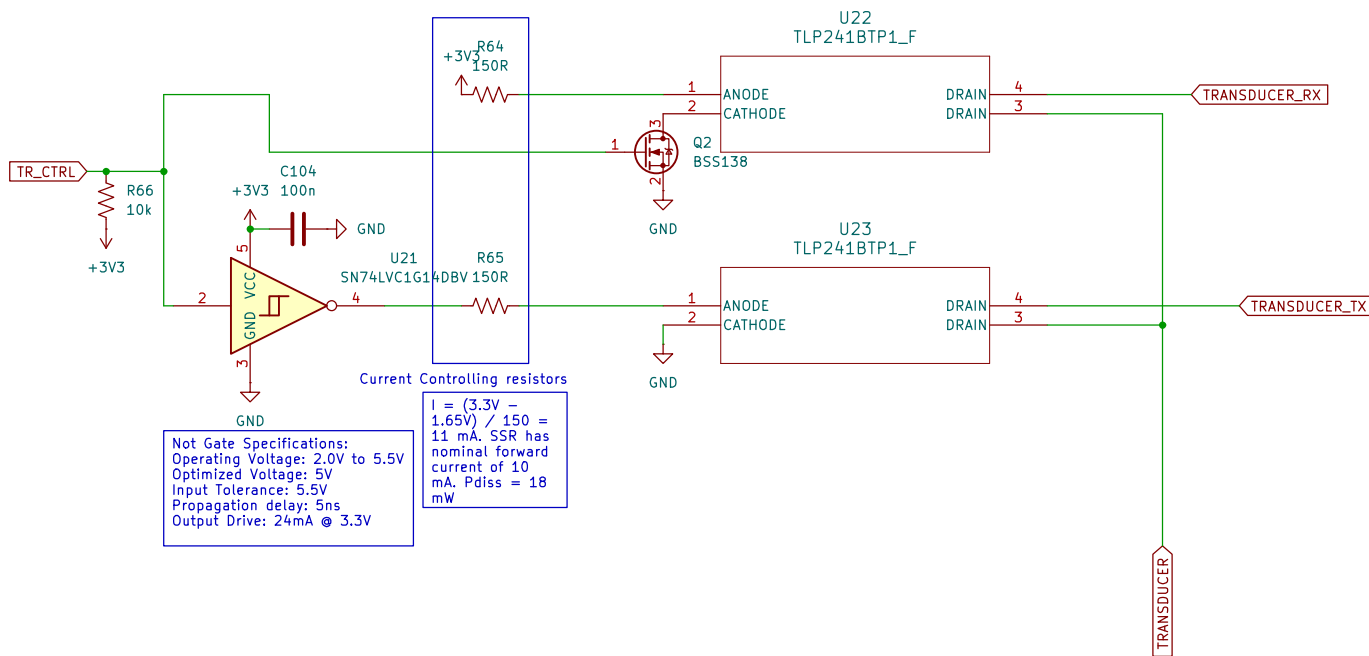 U22
TLP241BTP1_F
R64
+3V3
150R
1
ANODE
DRAIN
4
TRANSDUCER_RX
2
CATHODE
DRAIN
3
3
1
Q2
BSS138
2
GND
TR_CTRL
R66
10k
+3V3
C104
100n
+3V3
GND
5
VCC
U21
SN74LVC1G14DBV
R65
150R
2
4
GND
3
GND
U23
TLP241BTP1_F
1
ANODE
DRAIN
4
TRANSDUCER_TX
2
CATHODE
DRAIN
3
GND
Current Controlling resistors
I = (3.3V -
1.65V) / 150 =
11 mA. SSR has
nominal forward
current of 10
mA. Pdiss = 18
mW
Not Gate Specifications:
Operating Voltage: 2.0V to 5.5V
Optimized Voltage: 5V
Input Tolerance: 5.5V
Propagation delay: 5ns
Output Drive: 24mA @ 3.3V
TRANSDUCER